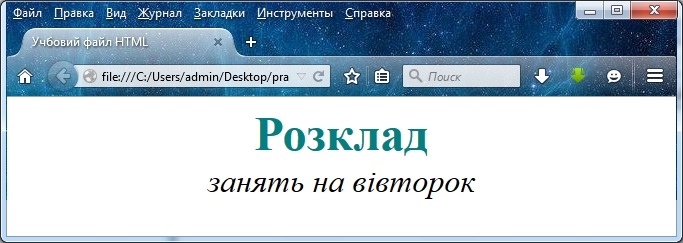 Файл Правка Вид Журнал Закладки Инструменты Справка
Учбовий файл HTML
file:///C:/Users/admin/Desktop/pra
Поиск
Розклад
занять на вівторок